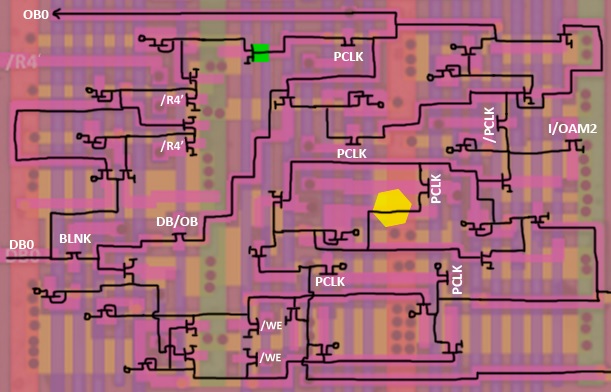 OB0
PCLK
/R4'
/R4'
/PCLK
I/OAM2
/R4'
PCLK
PCLK
DB/OB
DB0
BLNK
DB0
PCLK
PCLK
/WE
/WE